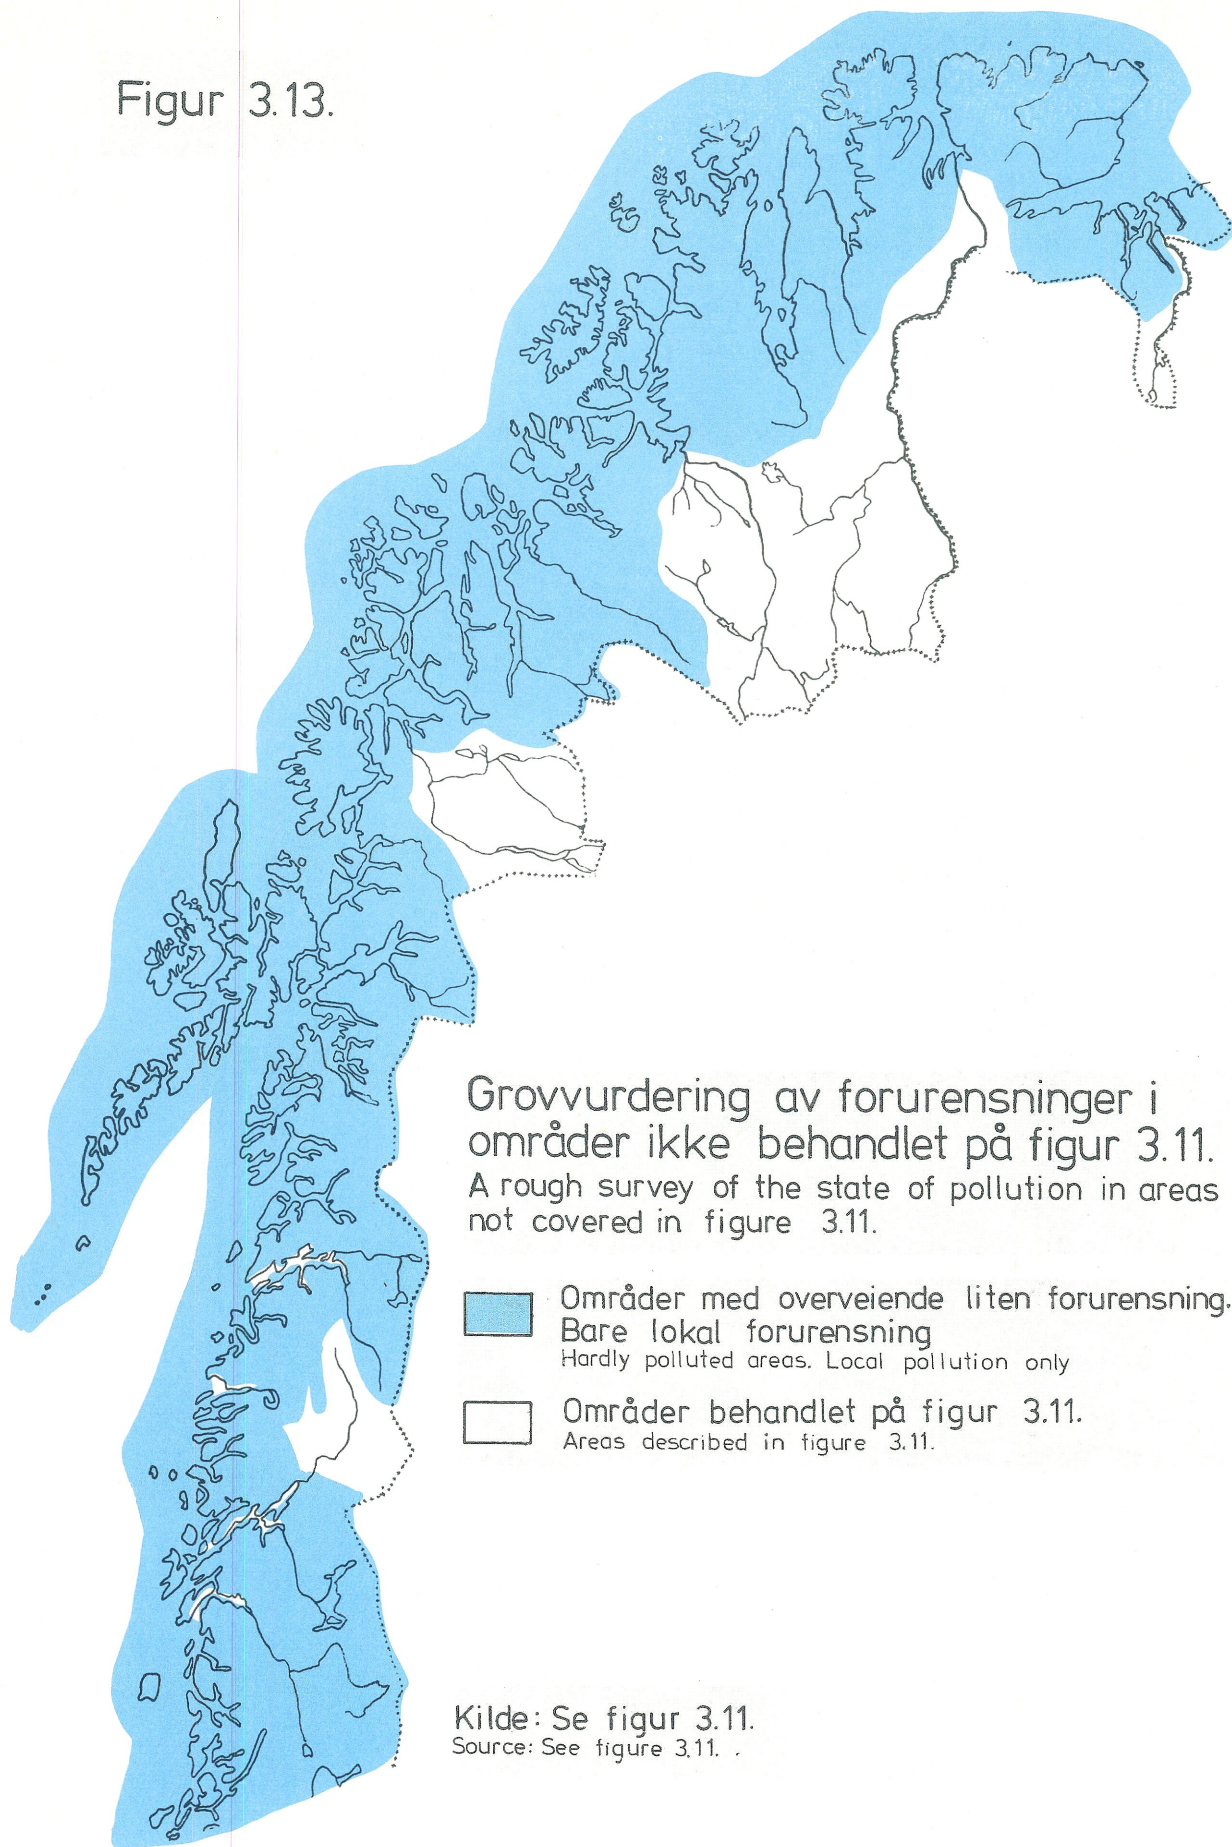 Figur 3.13.
Grovvurdering av forurensninger i
områder ikke behandlet på figur 3.11.
A rough survey of the state of pollution in areas
not covered in figure 3.11.
Områder med overveiende liten forurensning.
Bare lokal forurensning
Hardly polluted areas. Local pollution only
Områder behandlet på figur 3.11.
Areas described in figure 3.11.
Kilde: Se figur 3.11.
Source: See figure 3.11.